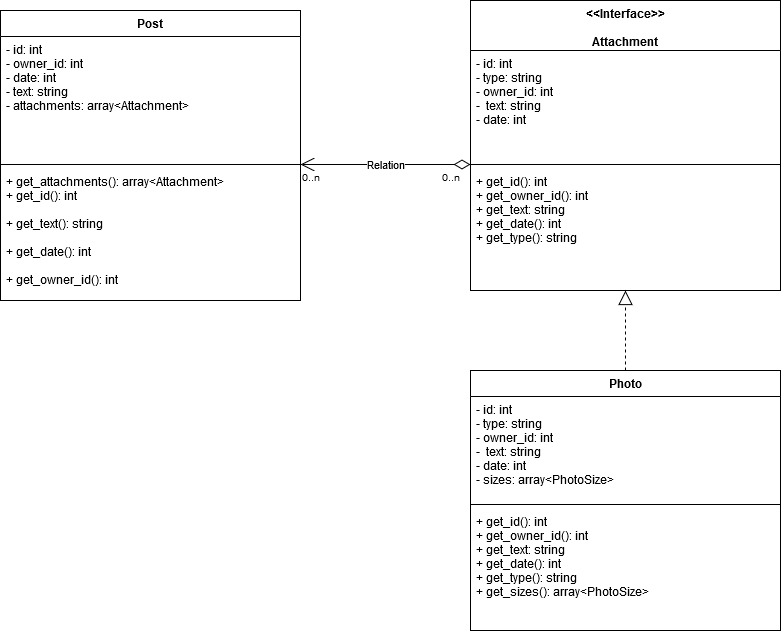 Post
- id: int
- owner_id: int
- date: int
- text: string
- attachments: array<Attachment>
+ get_attachments(): array<Attachment>
+ get_id(): int
+ get_text(): string
+ get_date(): int
+ get_owner_id(): int
Relation
0..n
0..n
<<Interface>>
Attachment
- id: int
- type: string
- owner_id: int
-  text: string
- date: int
+ get_id(): int
+ get_owner_id(): int
+ get_text: string
+ get_date(): int
+ get_type(): string
Photo
- id: int
- type: string
- owner_id: int
-  text: string
- date: int
- sizes: array<PhotoSize>
+ get_id(): int
+ get_owner_id(): int
+ get_text: string
+ get_date(): int
+ get_type(): string
+ get_sizes(): array<PhotoSize>